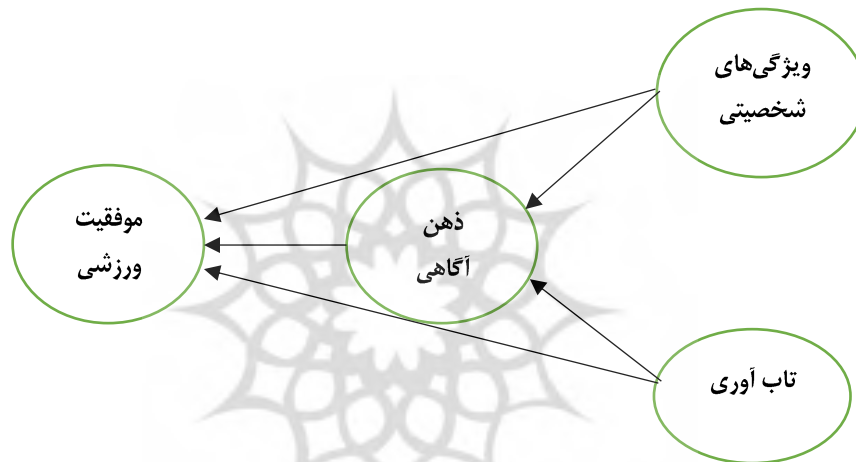 ویژگی‌های
شخصیتی
ذهن
آگاهی
موفقیت
ورزشی
تاب آوری